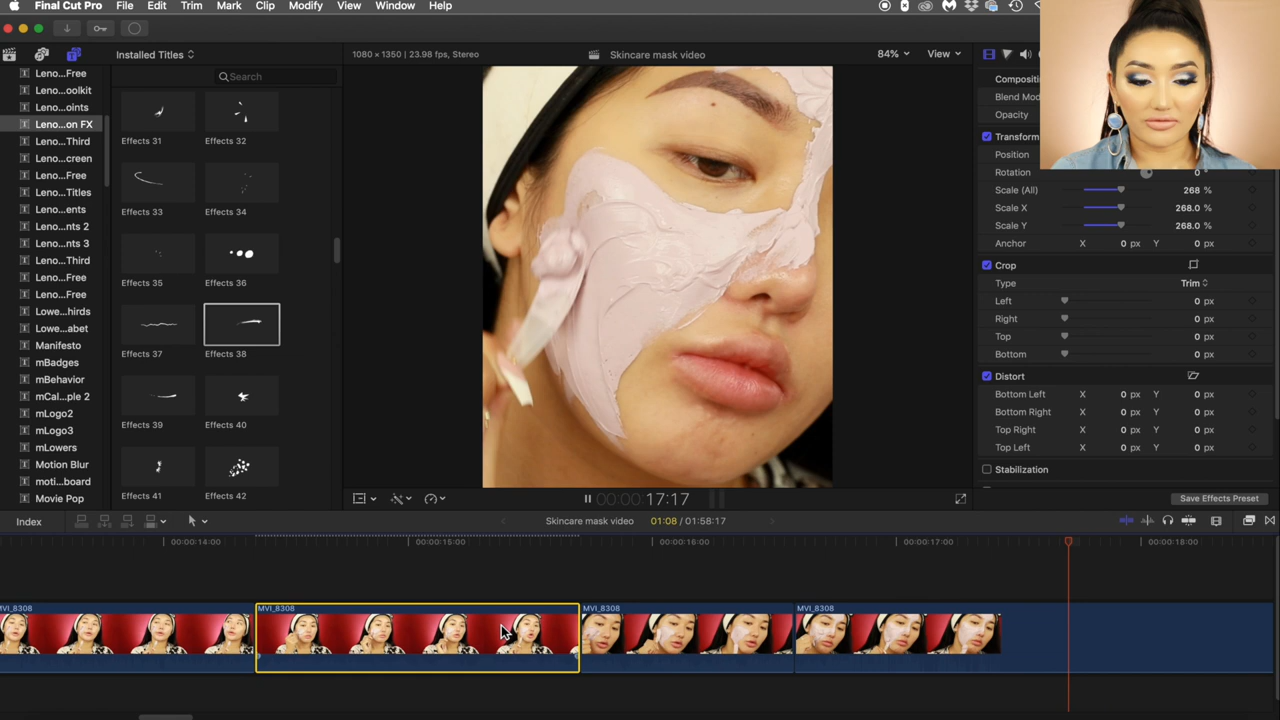 Final Cut Pro File Edit Trim Mark Clip Modify View Window Help
Installed Titles
1080 × 1350 | 23.98 fps, Stereo
Skincare mask video
84%
View
Search
Leno...Free
Leno...oolkit
Leno...oints
Leno...on FX
Leno...Third
Leno...creen
Leno...Free
Leno...Titles
Leno...ents
Leno...nts 2
Leno...nts 3
Leno...Third
Leno...Free
Leno...Free
Lowe...hirds
Lowe...abet
Manifesto
mBadges
mBehavior
mCal...ple 2
mLogo2
mLogo3
mLowers
Motion Blur
moti...board
Movie Pop
Effects 31
Effects 32
Effects 33
Effects 34
Effects 35
Effects 36
Effects 37
Effects 38
Effects 39
Effects 40
Effects 41
Effects 42
Compositi
Blend Mo
Opacity
Transform
Position
Rotation 0 °
Scale (All) 268 %
Scale X 268.0 %
Scale Y 268.0 %
Anchor X 0 px Y 0 px
Crop
Type Trim
Left 0 px
Right 0 px
Top 0 px
Bottom 0 px
Distort
Bottom Left X 0 px Y 0 px
Bottom Right X 0 px Y 0 px
Top Right X 0 px Y 0 px
Top Left X 0 px Y 0 px
Stabilization
00:00:17:17
Save Effects Preset
Index
Skincare mask video
01:08 / 01:58:17
00:00:14:00
00:00:15:00
00:00:16:00
00:00:17:00
00:00:18:00
MVI_8308
MVI_8308
MVI_8308
MVI_8308